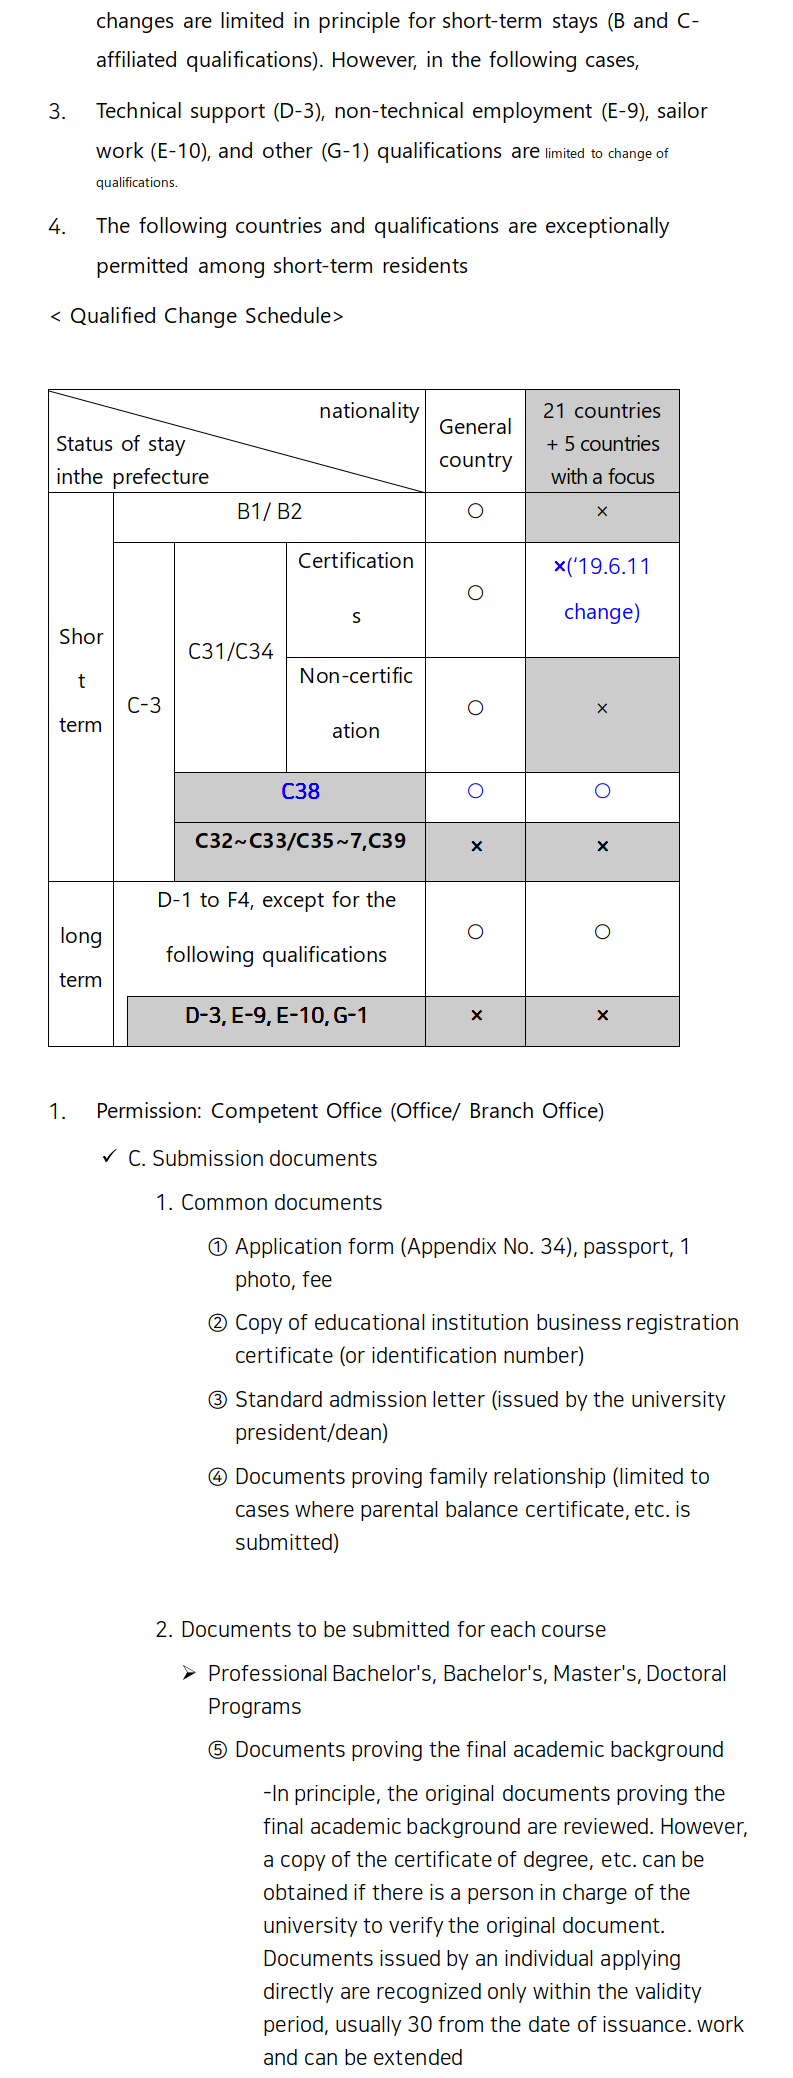 changes are limited in principle for short-term stays (B and C-
affiliated qualifications). However, in the following cases,
3. Technical support (D-3), non-technical employment (E-9), sailor
work (E-10), and other (G-1) qualifications are limited to change of
qualifications.
4. The following countries and qualifications are exceptionally
permitted among short-term residents
< Qualified Change Schedule>
nationality
Status of stay
inthe prefecture
General
country
21 countries
+ 5 countries
with a focus
Shor
t
term
B1/ B2
○
×
C-3
C31/C34
Certification
s
○
×('19.6.11
change)
Non-certific
ation
○
×
C38
○
○
C32~C33/C35~7,C39
×
×
long
term
D-1 to F4, except for the
following qualifications
○
○
D-3, E-9, E-10, G-1
×
×
1. Permission: Competent Office (Office/ Branch Office)
✓ C. Submission documents
1. Common documents
① Application form (Appendix No. 34), passport, 1
photo, fee
② Copy of educational institution business registration
certificate (or identification number)
③ Standard admission letter (issued by the university
president/dean)
④ Documents proving family relationship (limited to
cases where parental balance certificate, etc. is
submitted)
2. Documents to be submitted for each course
➢ Professional Bachelor's, Bachelor's, Master's, Doctoral
Programs
⑤ Documents proving the final academic background
-In principle, the original documents proving the
final academic background are reviewed. However,
a copy of the certificate of degree, etc. can be
obtained if there is a person in charge of the
university to verify the original document.
Documents issued by an individual applying
directly are recognized only within the validity
period, usually 30 from the date of issuance. work
and can be extended